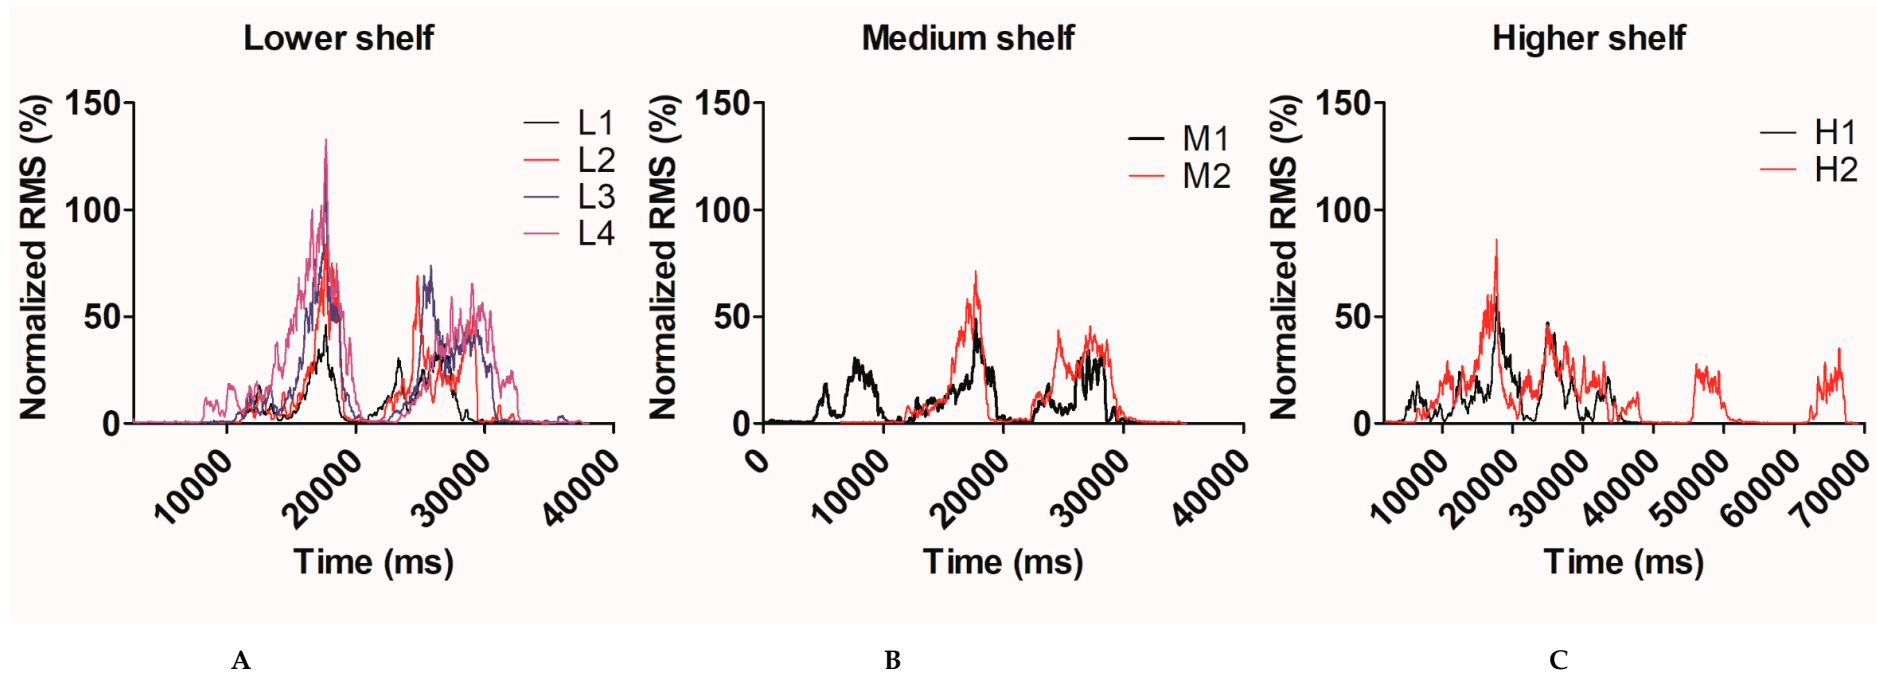 Lower shelf
Normalized RMS (%)
150
100
50
0
L1
L2
L3
L4
10000
20000
30000
40000
Time (ms)
A
Medium shelf
Normalized RMS (%)
150
100
50
0
M1
M2
0
10000
20000
30000
40000
Time (ms)
B
Higher shelf
Normalized RMS (%)
150
100
50
0
H1
H2
10000
20000
30000
40000
50000
60000
70000
Time (ms)
C